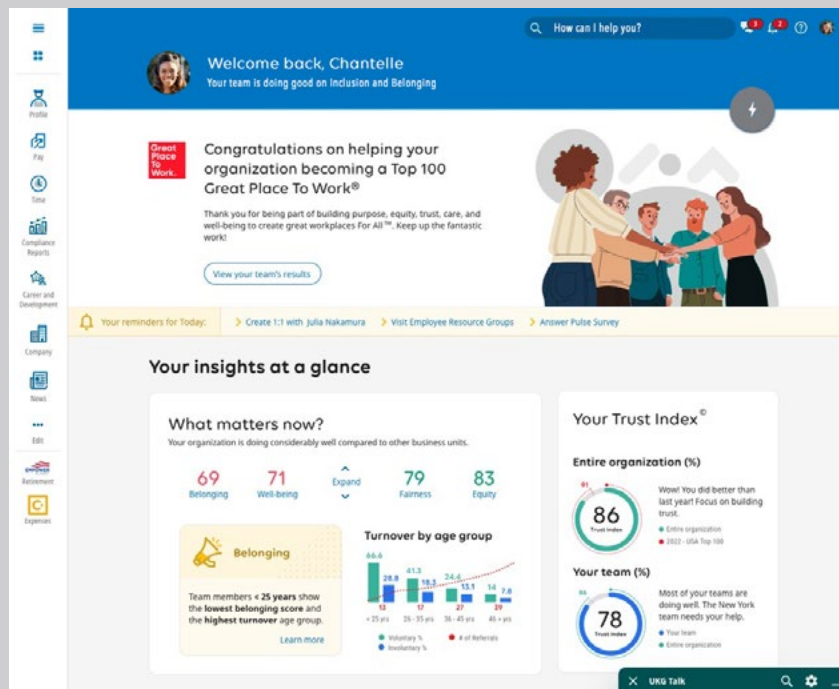 How can I help you?
3
2
Welcome back, Chantelle
Your team is doing good on Inclusion and Belonging
Profile
Pay
Time
Compliance
Reports
Career and
Development
Company
News
Edit
EMPOWER
Retirement
Expenses
Great
Place
To
Work.
Congratulations on helping your
organization becoming a Top 100
Great Place To Work®
Thank you for being part of building purpose, equity, trust, care, and
well-being to create great workplaces For All™. Keep up the fantastic
work!
View your team's results
Your reminders for Today:
Create 1:1 with Julia Nakamura
Visit Employee Resource Groups
Answer Pulse Survey
Your insights at a glance
What matters now?
Your organization is doing considerably well compared to other business units.
69
Belonging
71
Well-being
Expand
79
Fairness
83
Equity
Belonging
Team members < 25 years show
the lowest belonging score and
the highest turnover age group.
Learn more
Turnover by age group
66.6
28.8
41.3
18.3
24.4
13.1
14
7.8
13
17
27
39
< 25 yrs
26 - 35 yrs
36 - 45 yrs
46 + yrs
Voluntary %
# of Referrals
Involuntary %
Your Trust Index©
Entire organization (%)
91
86
Trust Index
Wow! You did better than
last year! Focus on building
trust.
Entire organization
2022 - USA Top 100
Your team (%)
86
78
Trust Index
Most of your teams are
doing well. The New York
team needs your help.
Your team
Entire organization
UKG Talk